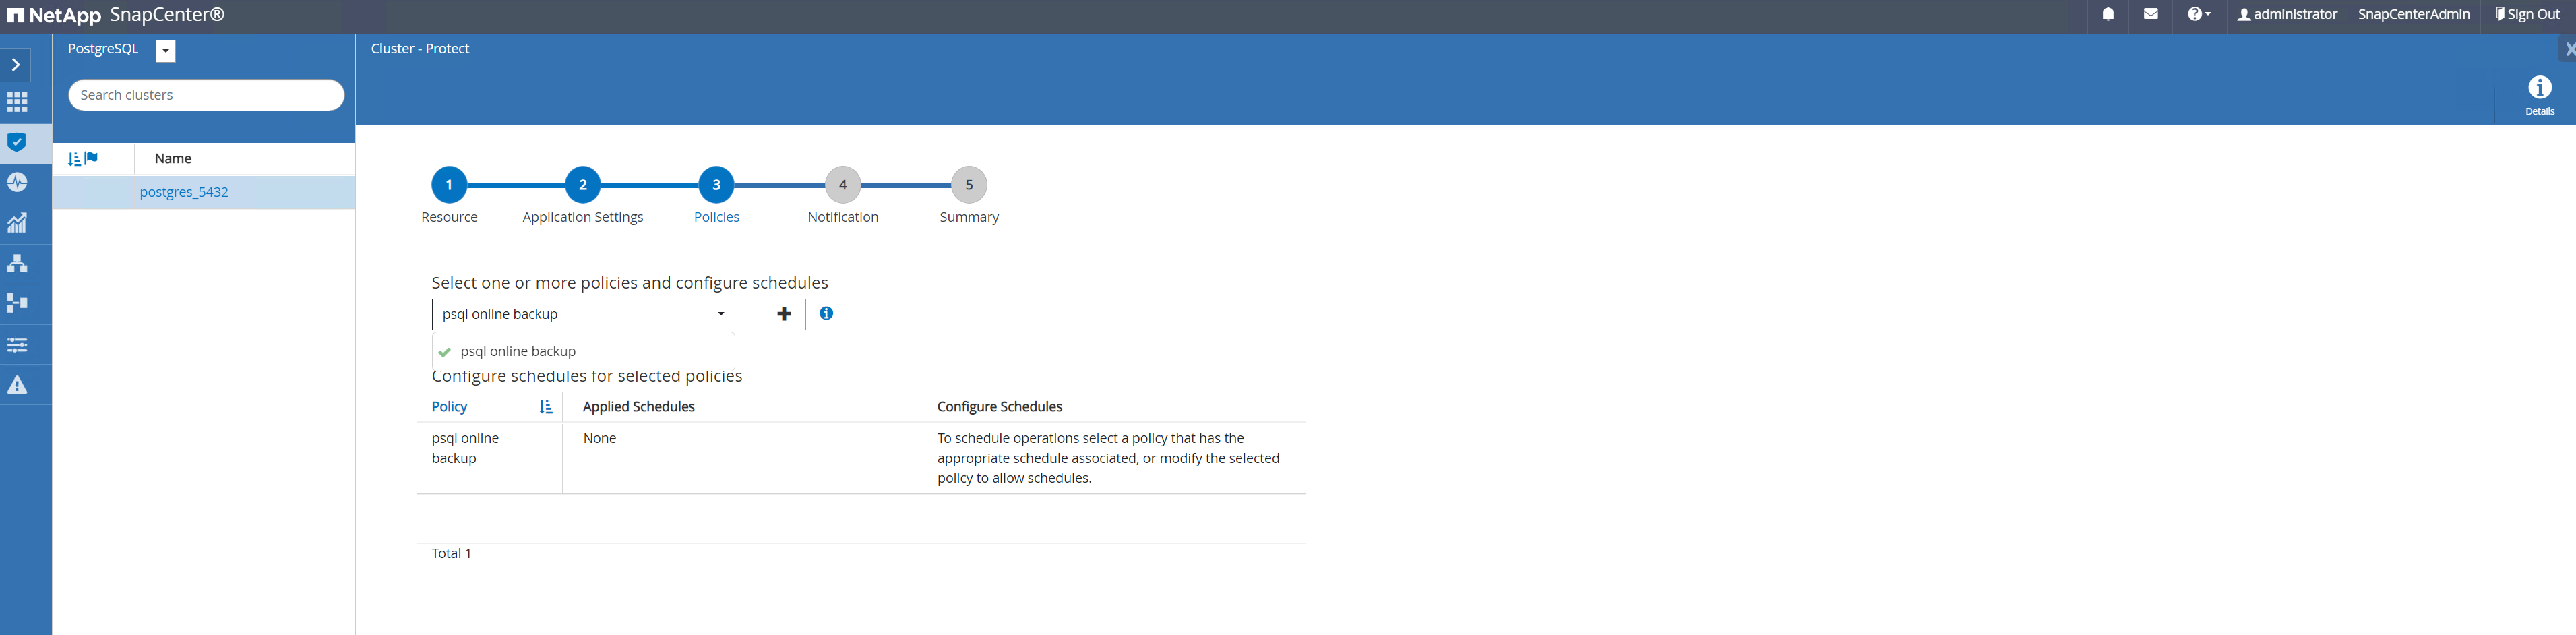 NetApp SnapCenter®
administrator
SnapCenterAdmin
Sign Out
PostgreSQL
Cluster - Protect
Search clusters
Details
Name
postgres_5432
1
2
3
4
5
Resource
Application Settings
Policies
Notification
Summary
Select one or more policies and configure schedules
psql online backup
psql online backup
Configure schedules for selected policies
Policy
Applied Schedules
Configure Schedules
psql online
backup
None
To schedule operations select a policy that has the
appropriate schedule associated, or modify the selected
policy to allow schedules.
Total 1